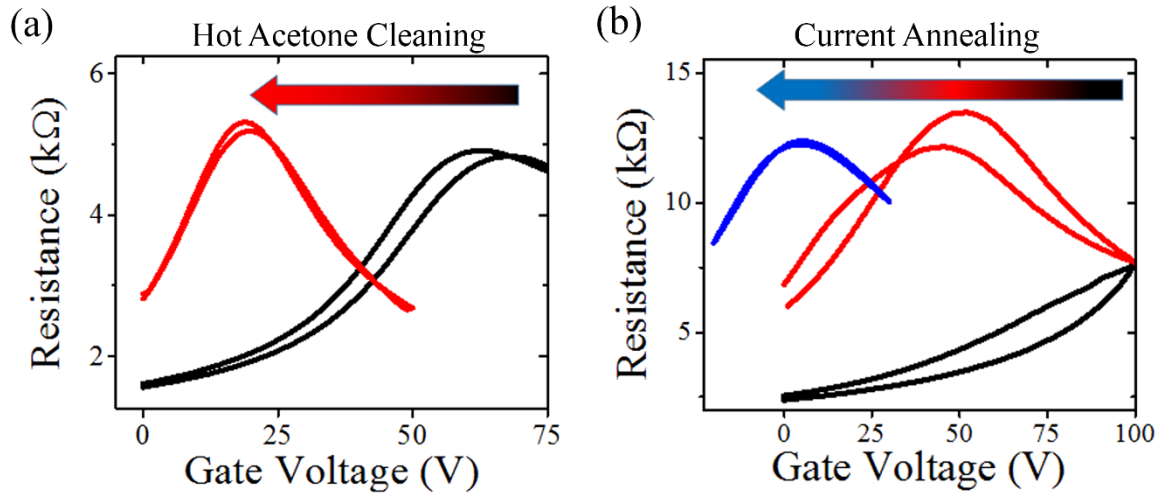 (a)
Hot Acetone Cleaning
6
4
2
Resistance (kΩ)
0
25
50
75
Gate Voltage (V)
(b)
Current Annealing
15
10
5
Resistance (kΩ)
0
25
50
75
100
Gate Voltage (V)